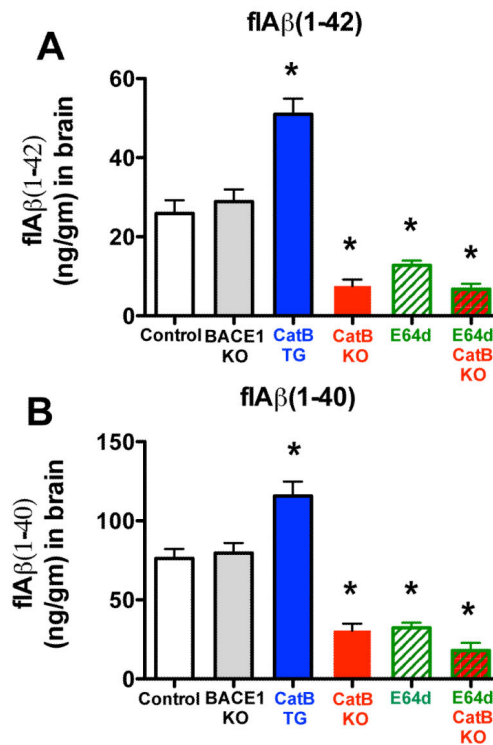 flAβ(1-42)
A
flAβ(1-42)
(ng/gm) in brain
60
40
20
0
*
*
*
*
Control
BACE1
KO
CatB
TG
CatB
KO
E64d
E64d
CatB
KO
flAβ(1-40)
B
flAβ(1-40)
(ng/gm) in brain
150
100
50
0
*
*
*
*
Control
BACE1
KO
CatB
TG
CatB
KO
E64d
E64d
CatB
KO